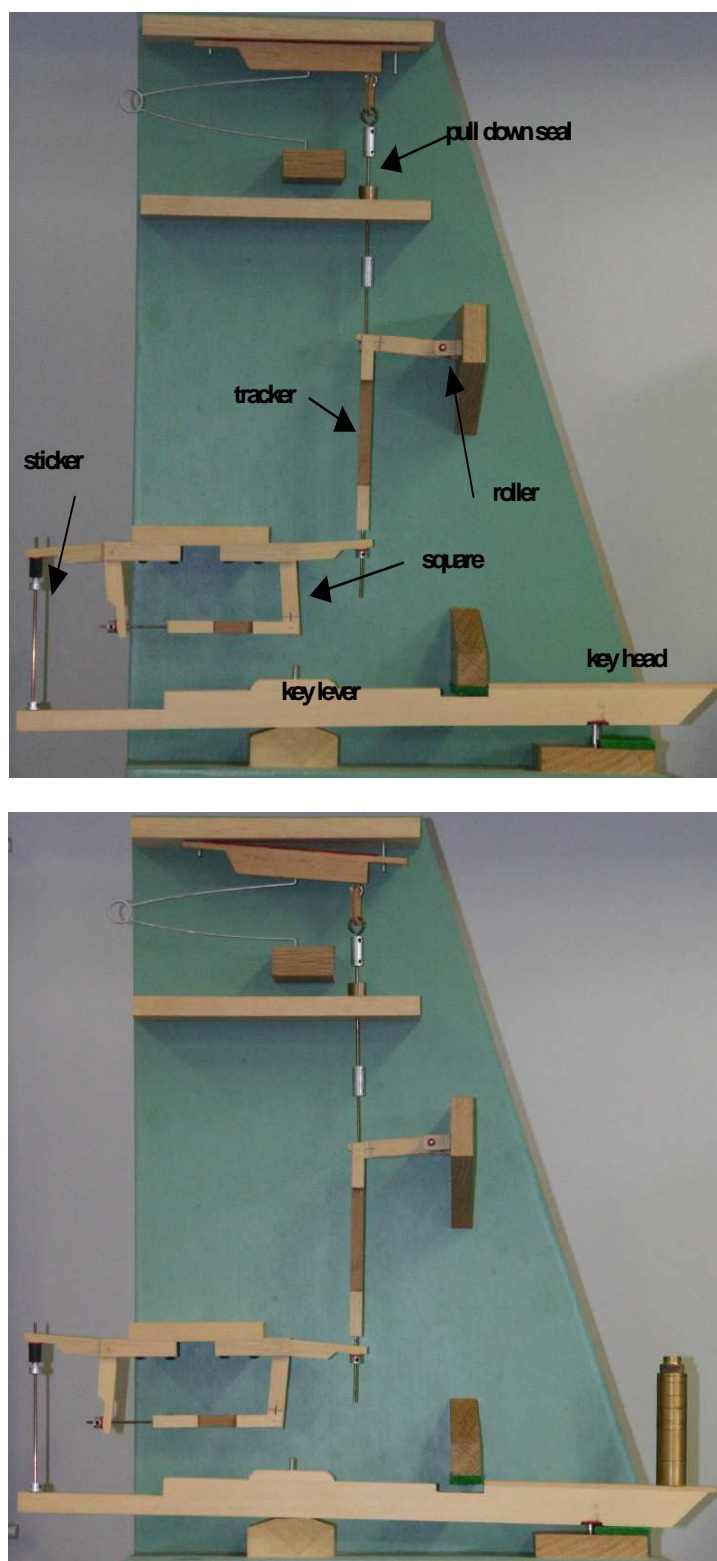 pull down seal
tracker
sticker
roller
square
key head
key lever